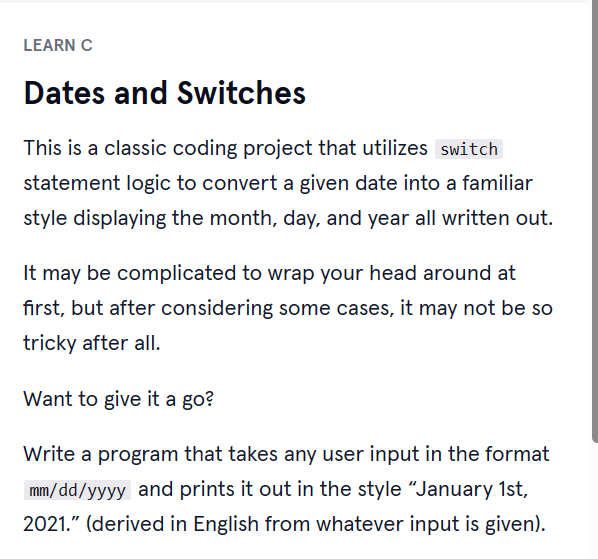 LEARN C
Dates and Switches
This is a classic coding project that utilizes switch
statement logic to convert a given date into a familiar
style displaying the month, day, and year all written out.
It may be complicated to wrap your head around at
first, but after considering some cases, it may not be so
tricky after all.
Want to give it a go?
Write a program that takes any user input in the format
mm/dd/yyyy and prints it out in the style “January 1st,
2021.” (derived in English from whatever input is given).